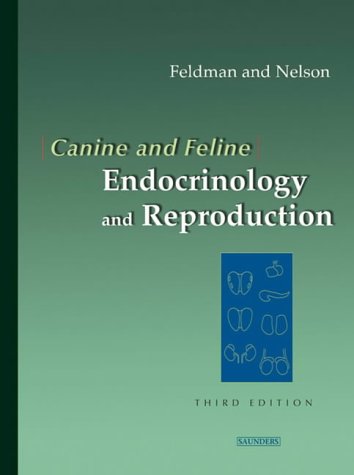 Feldman and Nelson
Canine and Feline
Endocrinology
and Reproduction
THIRD EDITION
SAUNDERS